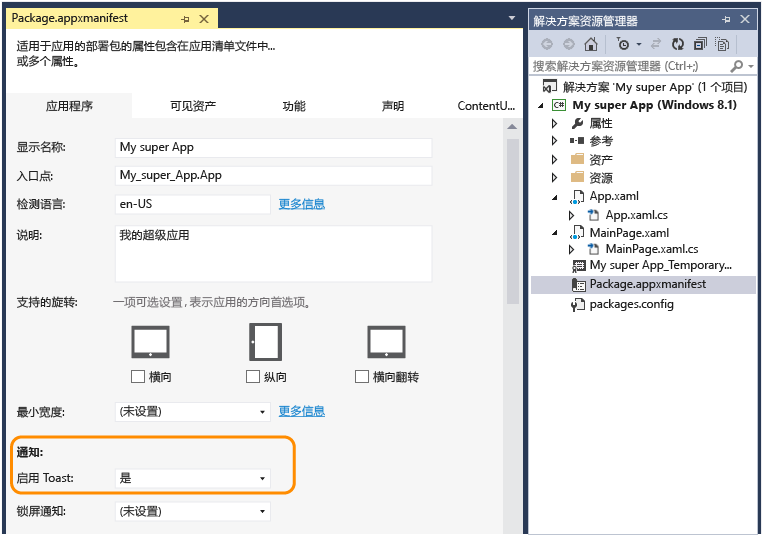 Package.appxmanifest
适用于应用的部署包的属性包含在应用清单文件中...
或多个属性。
应用程序
可见资产
功能
声明
ContentU...
显示名称:
My super App
入口点:
My_super_App.App
检测语言:
en-US
更多信息
说明:
我的超级应用
支持的旋转:
一项可选设置，表示应用的方向首选项。
横向
纵向
横向翻转
最小宽度:
(未设置)
更多信息
通知:
启用 Toast:
是
锁屏通知:
(未设置)
解决方案资源管理器
搜索解决方案资源管理器 (Ctrl+;)
解决方案 'My super App' (1 个项目)
C#
My super App (Windows 8.1)
属性
参考
资产
资源
App.xaml
App.xaml.cs
MainPage.xaml
MainPage.xaml.cs
My super App_Temporary...
Package.appxmanifest
packages.config